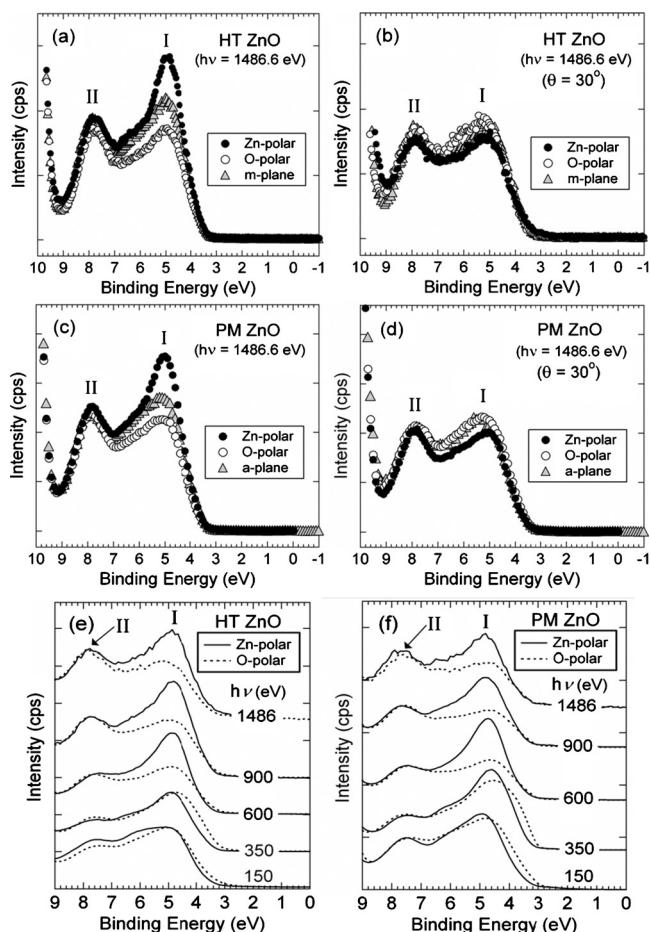 (a)
I
HT ZnO
(hν = 1486.6 eV)
II
Zn-polar
O-polar
m-plane
Intensity (cps)
10 9 8 7 6 5 4 3 2 1 0 -1
Binding Energy (eV)
(b)
HT ZnO
(hν = 1486.6 eV)
(θ = 30°)
II
I
Zn-polar
O-polar
m-plane
Intensity (cps)
10 9 8 7 6 5 4 3 2 1 0 -1
Binding Energy (eV)
(c)
I
PM ZnO
(hν = 1486.6 eV)
II
Zn-polar
O-polar
a-plane
Intensity (cps)
10 9 8 7 6 5 4 3 2 1 0 -1
Binding Energy (eV)
(d)
PM ZnO
(hν = 1486.6 eV)
(θ = 30°)
II
I
Zn-polar
O-polar
a-plane
Intensity (cps)
10 9 8 7 6 5 4 3 2 1 0 -1
Binding Energy (eV)
(e)
II
I
HT ZnO
Zn-polar
O-polar
hν (eV)
1486
900
600
350
150
Intensity (cps)
9 8 7 6 5 4 3 2 1 0
Binding Energy (eV)
(f)
II
I
PM ZnO
Zn-polar
O-polar
hν (eV)
1486
900
600
350
150
Intensity (cps)
9 8 7 6 5 4 3 2 1 0
Binding Energy (eV)